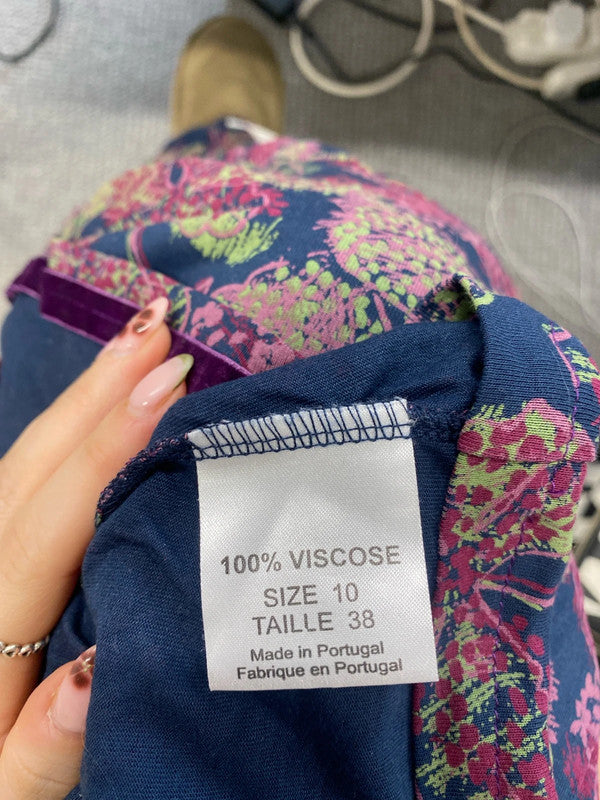 100% VISCOSE
SIZE 10
TAILLE 38
Made in Portugal
Fabrique en Portugal